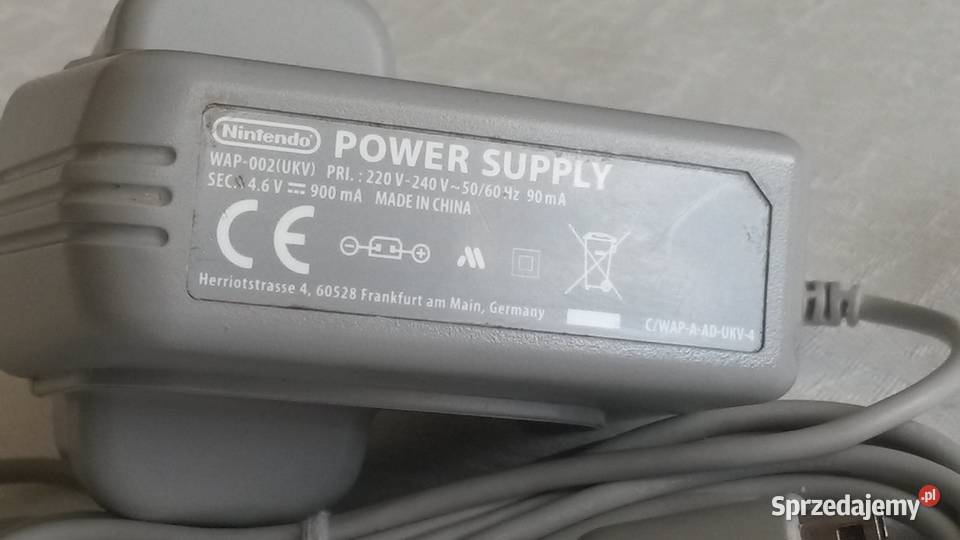 Nintendo POWER SUPPLY
WAP-002(UKV) PRI. : 220 V-240 V ~ 50/60 Hz 90 mA
SEC. : 4.6 V ⎓ 900 mA MADE IN CHINA
CE
Herriotstrasse 4, 60528 Frankfurt am Main, Germany
C/WAP-A-AD-UKV-4
Sprzedajemy.pl